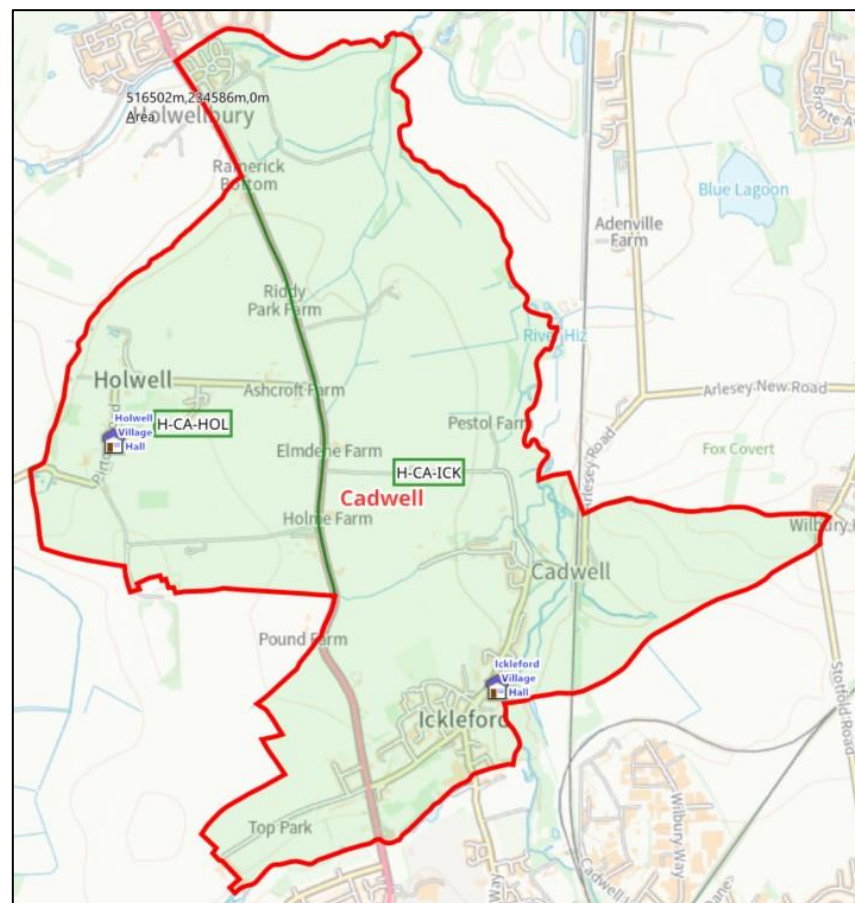 516502m,234586m,0m
Area
Holwellbury
Ramerick
Bottom
Blue Lagoon
Adenville
Farm
Riddy
Park Farm
River Hiz
Holwell
Ashcroft Farm
Arlesey New Road
Holwell
Village
Hall
H-CA-HOL
Pestol Farm
Arlesey Road
Elmdene Farm
H-CA-ICK
Fox Covert
Cadwell
Holme Farm
Cadwell
Pound Farm
Ickleford
Village
Hall
Ickleford
Stotfold Road
Wilbury Way
Top Park
Way